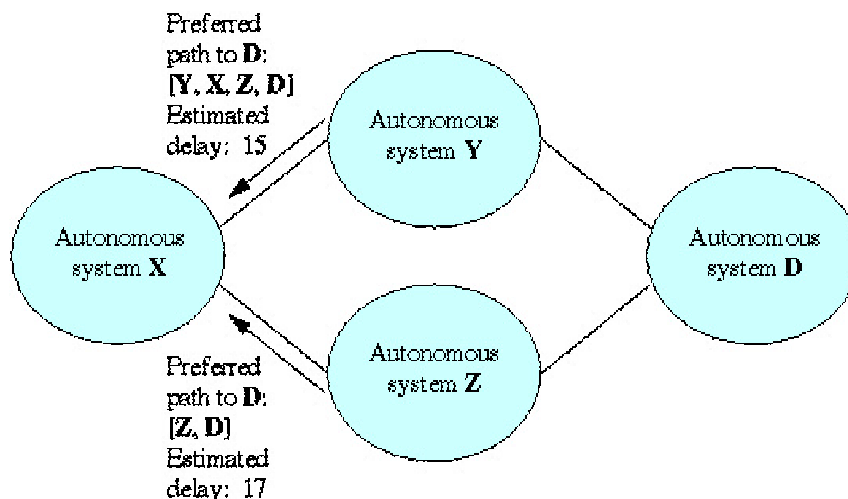 Preferred
path to D:
[Y, X, Z, D]
Estimated
delay: 15
Autonomous
system Y
Autonomous
system X
Autonomous
system D
Autonomous
system Z
Preferred
path to D:
[Z, D]
Estimated
delay: 17